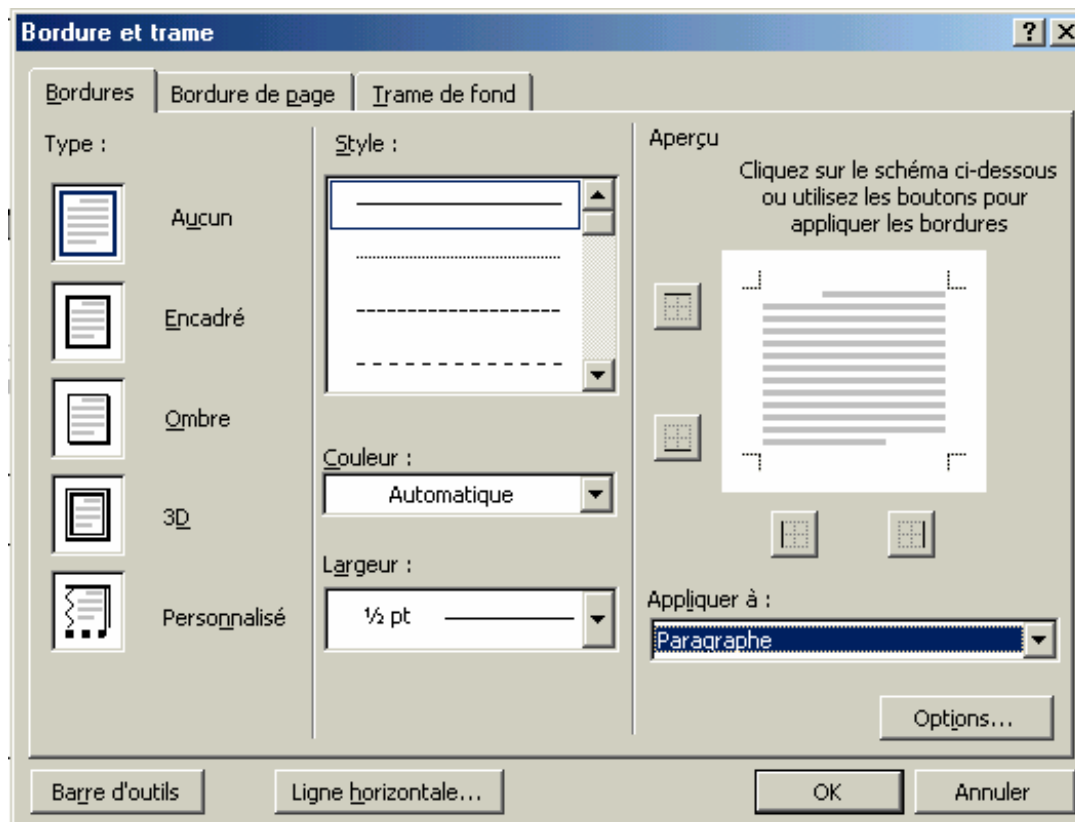 Bordure et trame
Bordures
Bordure de page
Trame de fond
Type :
Aucun
Encadré
Ombre
3D
Personnalisé
Style :
Couleur :
Automatique
Largeur :
½ pt
Aperçu
Cliquez sur le schéma ci-dessous
ou utilisez les boutons pour
appliquer les bordures
Appliquer à :
Paragraphe
Options...
Barre d'outils
Ligne horizontale...
OK
Annuler